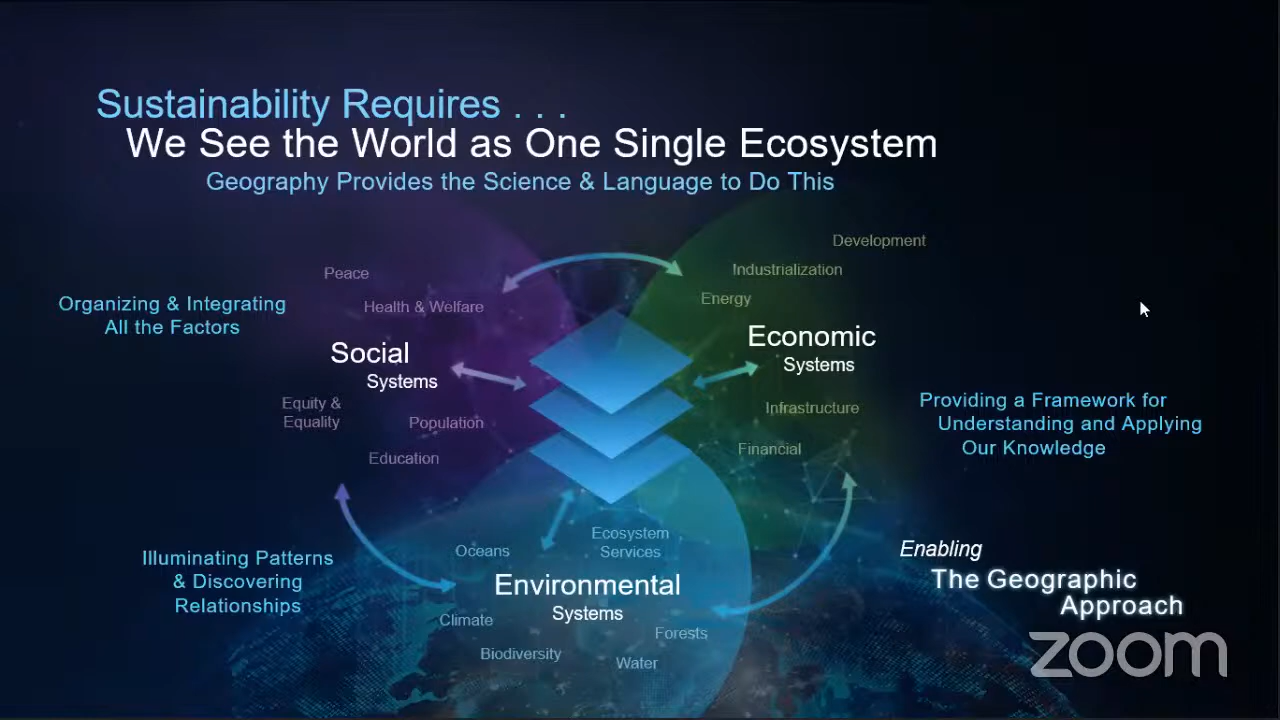 Sustainability Requires . . .
We See the World as One Single Ecosystem
Geography Provides the Science & Language to Do This
Organizing & Integrating
All the Factors
Peace
Health & Welfare
Social
Systems
Equity &
Equality
Population
Education
Development
Industrialization
Energy
Economic
Systems
Infrastructure
Financial
Providing a Framework for
Understanding and Applying
Our Knowledge
Illuminating Patterns
& Discovering
Relationships
Oceans
Ecosystem
Services
Environmental
Systems
Climate
Forests
Biodiversity
Water
Enabling
The Geographic
Approach
zoom